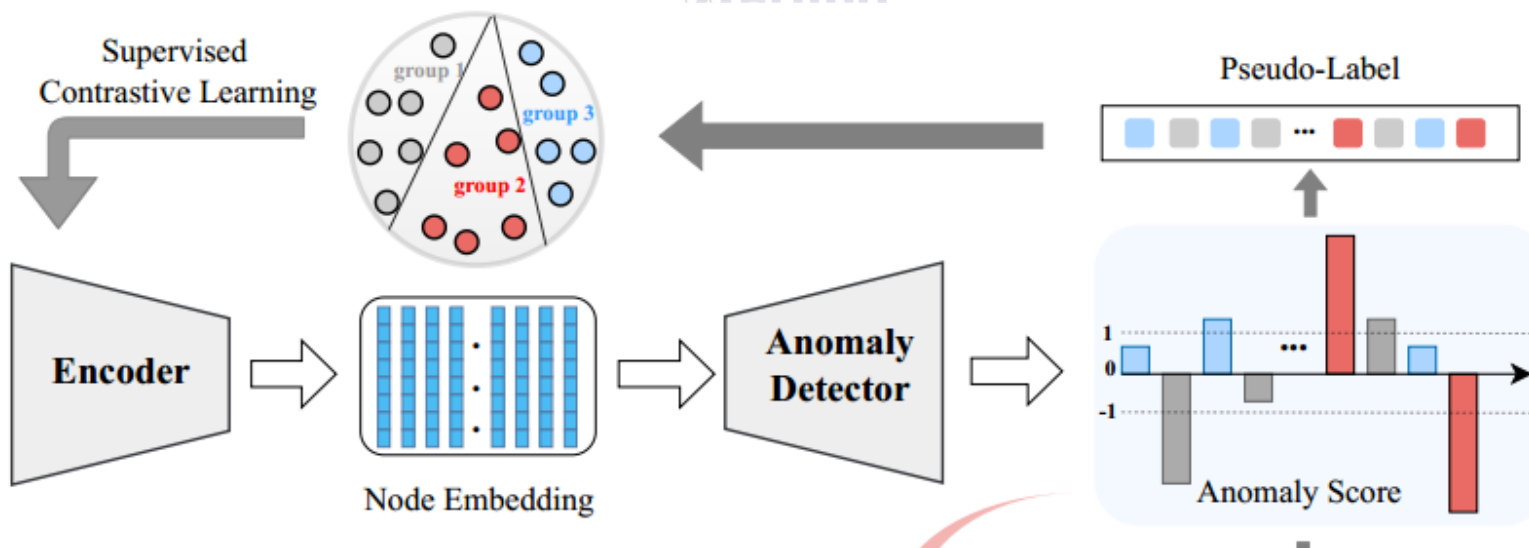 Supervised
Contrastive Learning
group 1
group 3
group 2
Pseudo-Label
...
Encoder
Node Embedding
Anomaly
Detector
1
0
-1
...
Anomaly Score